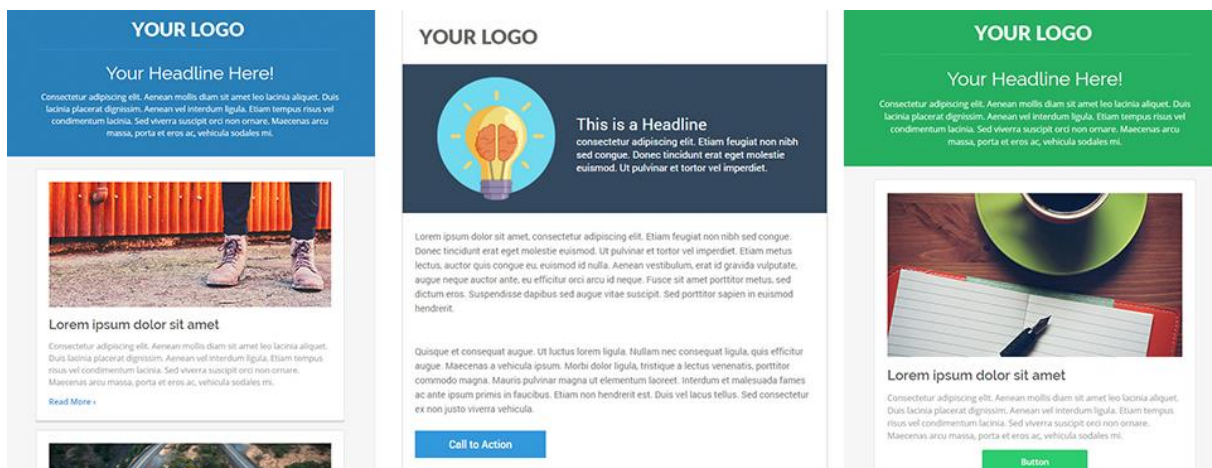 YOUR LOGO
Your Headline Here!
Consectetur adipiscing elit. Aenean mollis diam sit amet leo lacinia aliquet. Duis
lacinia placerat dignissim. Aenean vel interdum ligula. Etiam tempus risus vel
condimentum lacinia. Sed viverra suscipit orci non ornare. Maecenas arcu
massa, porta et eros ac, vehicula sodales mi.
Lorem ipsum dolor sit amet
Consectetur adipiscing elit. Aenean mollis diam sit amet leo lacinia aliquet.
Duis lacinia placerat dignissim. Aenean vel interdum ligula. Etiam tempus
risus vel condimentum lacinia. Sed viverra suscipit orci non ornare.
Maecenas arcu massa, porta et eros ac, vehicula sodales mi.
Read More ›
YOUR LOGO
This is a Headline
consectetur adipiscing elit. Etiam feugiat non nibh
sed congue. Donec tincidunt erat eget molestie
euismod. Ut pulvinar et tortor vel imperdiet.
Lorem ipsum dolor sit amet, consectetur adipiscing elit. Etiam feugiat non nibh sed congue.
Donec tincidunt erat eget molestie euismod. Ut pulvinar et tortor vel imperdiet. Etiam metus
lectus, auctor quis congue eu, euismod id nulla. Aenean vestibulum, erat id gravida vulputate,
augue neque auctor ante, eu efficitur orci arcu id neque. Fusce sit amet porttitor metus, sed
dictum eros. Suspendisse dapibus sed augue vitae suscipit. Sed porttitor sapien in euismod
hendrerit.
Quisque et consequat augue. Ut luctus lorem ligula. Nullam nec consequat ligula, quis efficitur
augue. Maecenas a vehicula ipsum. Morbi dolor ligula, tristique a lectus venenatis, porttitor
commodo magna. Mauris pulvinar magna ut elementum laoreet. Interdum et malesuada fames
ac ante ipsum primis in faucibus. Etiam non hendrerit est. Duis vel lacus tellus. Sed consectetur
ex non justo viverra vehicula.
Call to Action
YOUR LOGO
Your Headline Here!
Consectetur adipiscing elit. Aenean mollis diam sit amet leo lacinia aliquet. Duis
lacinia placerat dignissim. Aenean vel interdum ligula. Etiam tempus risus vel
condimentum lacinia. Sed viverra suscipit orci non ornare. Maecenas arcu
massa, porta et eros ac, vehicula sodales mi.
Lorem ipsum dolor sit amet
Consectetur adipiscing elit. Aenean mollis diam sit amet leo lacinia aliquet.
Duis lacinia placerat dignissim. Aenean vel interdum ligula. Etiam tempus
risus vel condimentum lacinia. Sed viverra suscipit orci non ornare.
Maecenas arcu massa, porta et eros ac, vehicula sodales mi.
Button